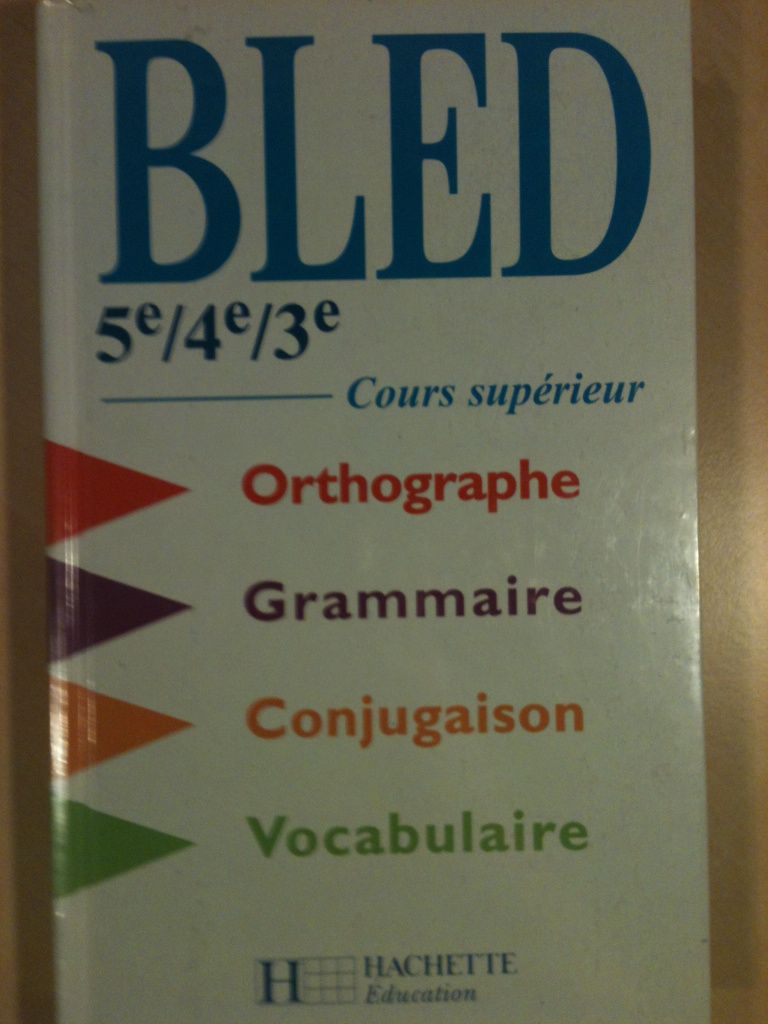 BLED
5e/4e/3e
Cours supérieur
Orthographe
Grammaire
Conjugaison
Vocabulaire
H HACHETTE
Education